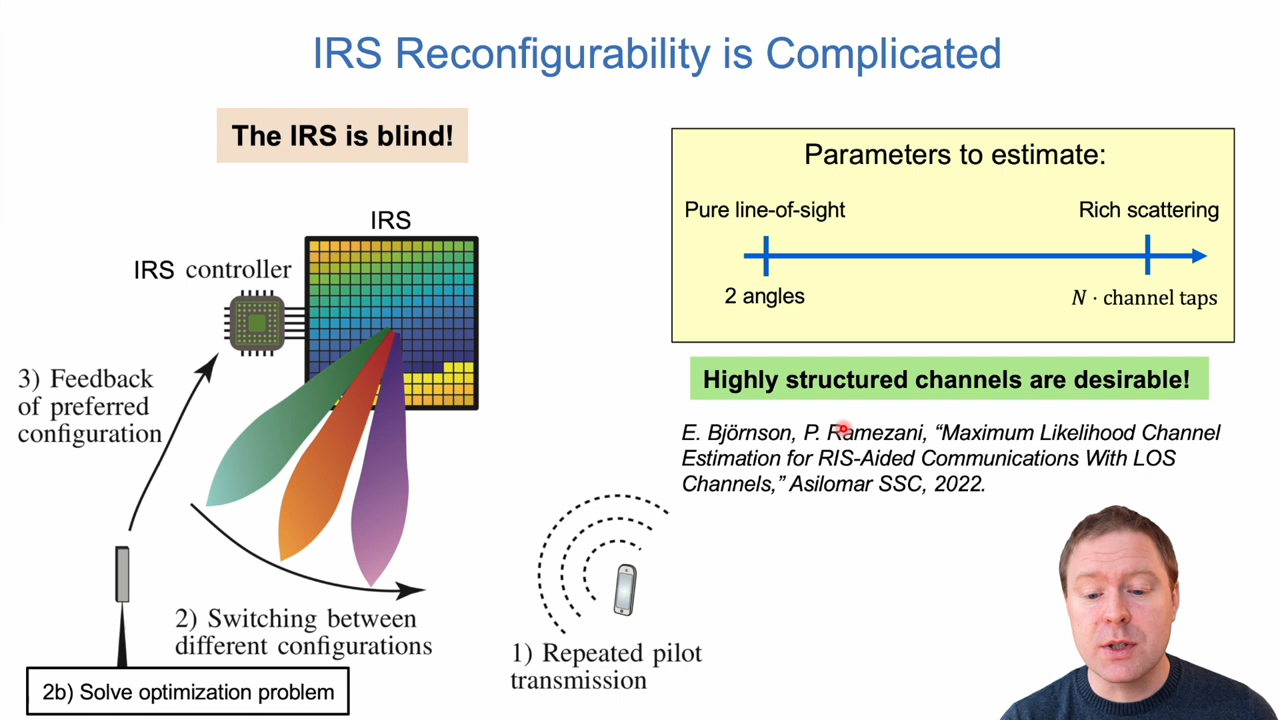 IRS Reconfigurability is Complicated
The IRS is blind!
IRS
IRS controller
3) Feedback
of preferred
configuration
2) Switching between
different configurations
1) Repeated pilot
transmission
2b) Solve optimization problem
Parameters to estimate:
Pure line-of-sight
Rich scattering
2 angles
N · channel taps
Highly structured channels are desirable!
E. Björnson, P. Ramezani, “Maximum Likelihood Channel
Estimation for RIS-Aided Communications With LOS
Channels,” Asilomar SSC, 2022.